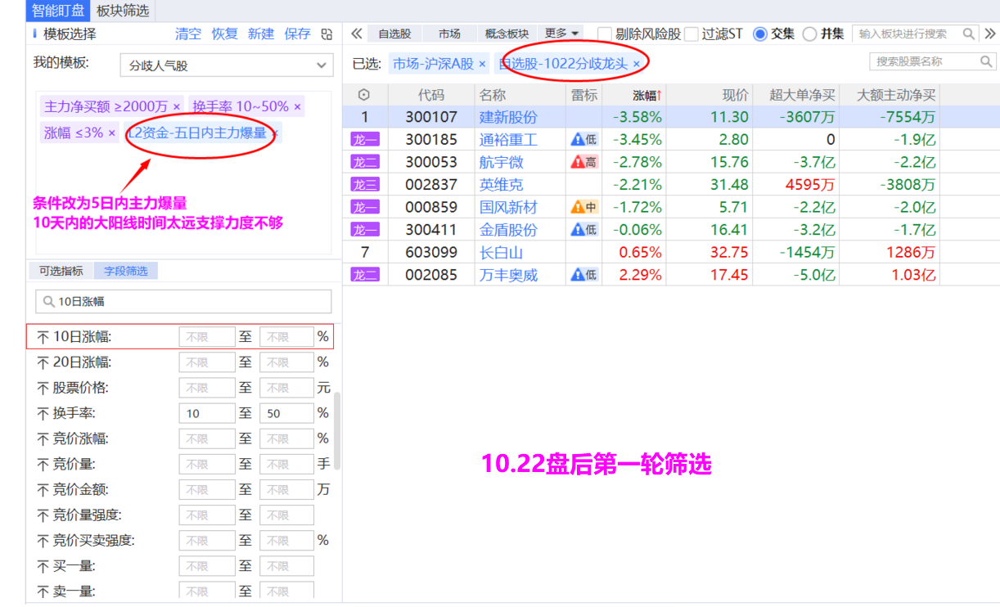 智能盯盘 板块筛选
模板选择 清空 恢复 新建 保存
我的模板: 分歧人气股
主力净买额 ≥2000万 × 换手率 10~50% ×
涨幅 ≤3% × L2资金-五日内主力爆量 ×
条件改为5日内主力爆量
10天内的大阳线时间太远支撑力度不够
可选指标 字段筛选
10日涨幅
不 10日涨幅: 不限 至 不限 %
不 20日涨幅: 不限 至 不限 %
不 股票价格: 不限 至 不限 元
不 换手率: 10 至 50 %
不 竞价涨幅: 不限 至 不限 %
不 竞价量: 不限 至 不限 手
不 竞价金额: 不限 至 不限 万
不 竞价量强度: 不限 至 不限
不 竞价买卖强度: 不限 至 不限 %
不 买一量: 不限 至 不限
不 卖一量: 不限 至 不限
自选股 市场 概念板块 更多 剔除风险股 过滤ST 交集 并集 输入板块进行搜索
已选: 市场-沪深A股 × 自选股-1022分歧龙头 × 搜索股票名称
代码 名称 雷标 涨幅↑ 现价 超大单净买 大额主动净买
1 300107 建新股份 -3.58% 11.30 -3607万 -7554万
龙一 300185 通裕重工 低 -3.45% 2.80 0 -1.9亿
龙二 300053 航宇微 高 -2.78% 15.76 -3.7亿 -2.2亿
龙三 002837 英维克 -2.21% 31.48 4595万 -3808万
龙一 000859 国风新材 中 -1.72% 5.71 -2.2亿 -2.0亿
龙一 300411 金盾股份 低 -0.06% 16.41 -3.2亿 -1.7亿
7 603099 长白山 0.65% 32.75 -1454万 1286万
龙二 002085 万丰奥威 低 2.29% 17.45 -5.0亿 1.03亿
10.22盘后第一轮筛选